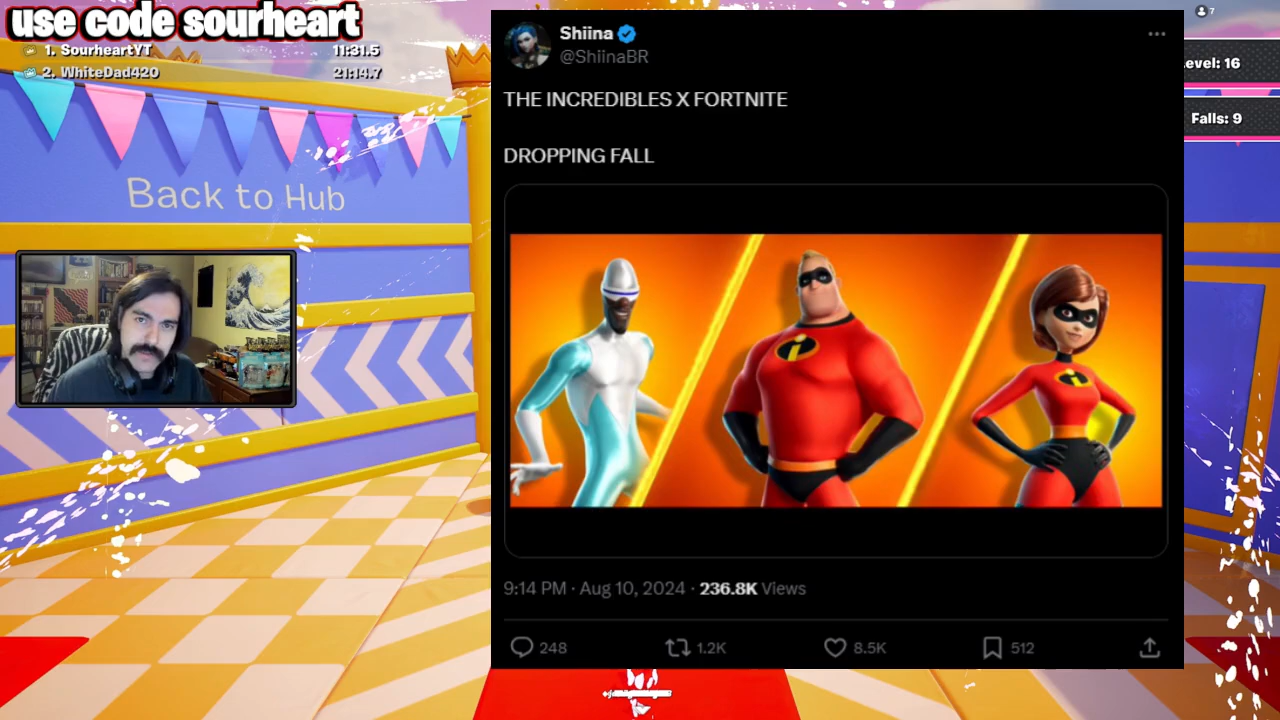 use code sourheart
1. SourheartYT 11:31.5
2. WhiteDad420 21:14.7
Back to Hub
Shiina
@ShiinaBR
THE INCREDIBLES X FORTNITE
DROPPING FALL
9:14 PM · Aug 10, 2024 · 236.8K Views
248 1.2K 8.5K 512
7
evel: 16
Falls: 9